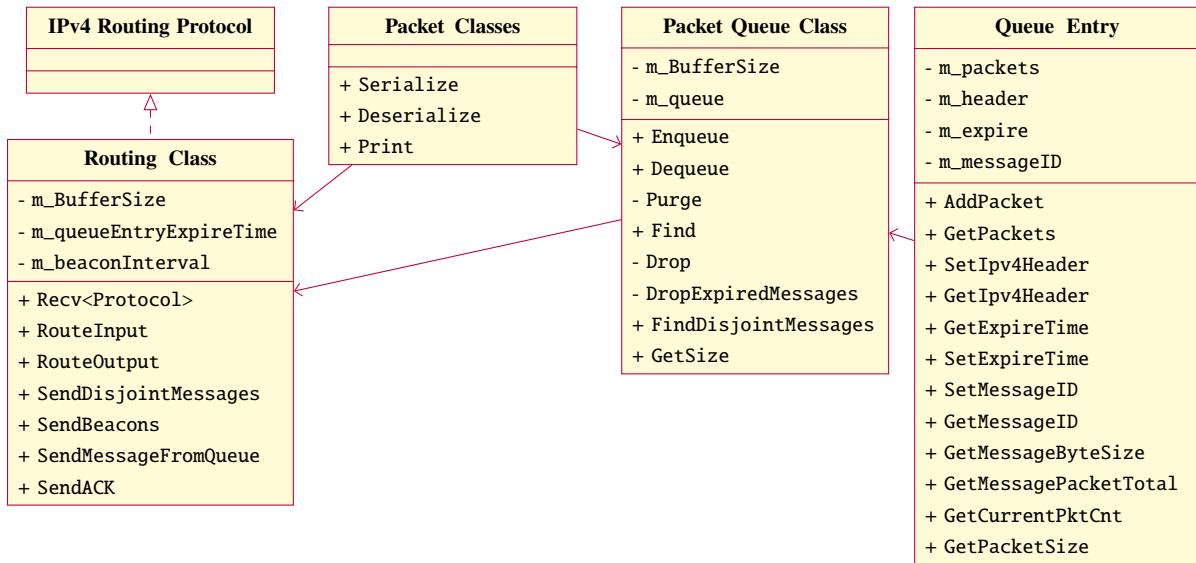 IPv4 Routing Protocol
Routing Class
- m_BufferSize
- m_queueEntryExpireTime
- m_beaconInterval
+ Recv<Protocol>
+ RouteInput
+ RouteOutput
+ SendDisjointMessages
+ SendBeacons
+ SendMessageFromQueue
+ SendACK
Packet Classes
+ Serialize
+ Deserialize
+ Print
Packet Queue Class
- m_BufferSize
- m_queue
+ Enqueue
+ Dequeue
- Purge
+ Find
- Drop
- DropExpiredMessages
+ FindDisjointMessages
+ GetSize
Queue Entry
- m_packets
- m_header
- m_expire
- m_messageID
+ AddPacket
+ GetPackets
+ SetIpv4Header
+ GetIpv4Header
+ GetExpireTime
+ SetExpireTime
+ SetMessageID
+ GetMessageID
+ GetMessageByteSize
+ GetMessagePacketTotal
+ GetCurrentPktCnt
+ GetPacketSize